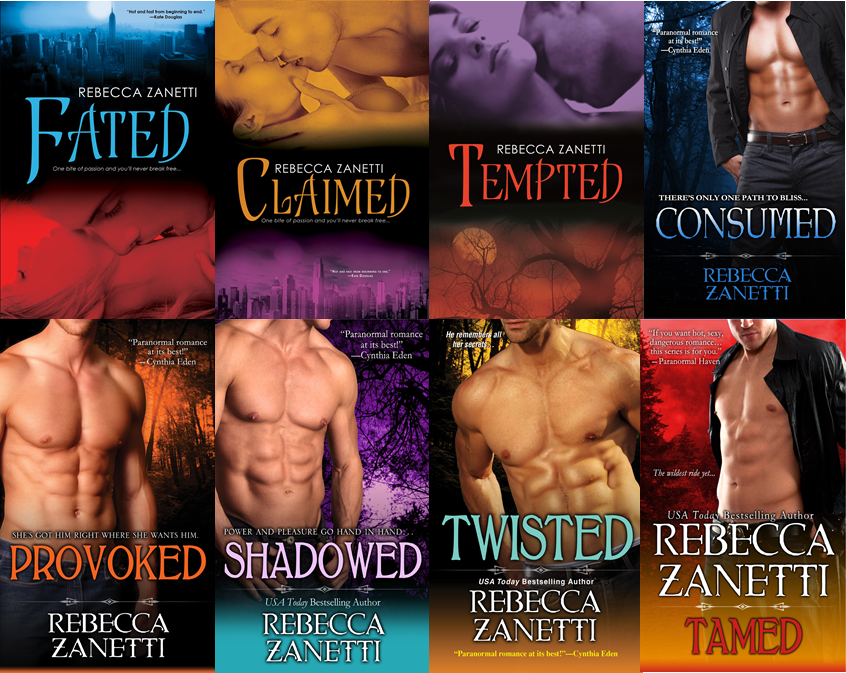 "Hot and fast from beginning to end."
—Kate Douglas
REBECCA ZANETTI
FATED
One bite of passion and you'll never break free...
REBECCA ZANETTI
CLAIMED
One bite of passion and you'll never break free...
"Hot and fast from beginning to end."
—Kate Douglas
REBECCA ZANETTI
TEMPTED
"Paranormal romance
at its best!"
—Cynthia Eden
THERE'S ONLY ONE PATH TO BLISS...
CONSUMED
REBECCA
ZANETTI
"Paranormal romance
at its best!"
—Cynthia Eden
SHE'S GOT HIM RIGHT WHERE SHE WANTS HIM.
PROVOKED
REBECCA
ZANETTI
"Paranormal romance
at its best!"
—Cynthia Eden
POWER AND PLEASURE GO HAND IN HAND...
SHADOWED
USA Today Bestselling Author
REBECCA
ZANETTI
He remembers all
her secrets...
TWISTED
USA Today Bestselling Author
REBECCA
ZANETTI
"Paranormal romance at its best!"—Cynthia Eden
"If you want hot, sexy,
dangerous romance...
this series is for you."
—Paranormal Haven
The wildest ride yet...
USA Today Bestselling Author
REBECCA
ZANETTI
TAMED